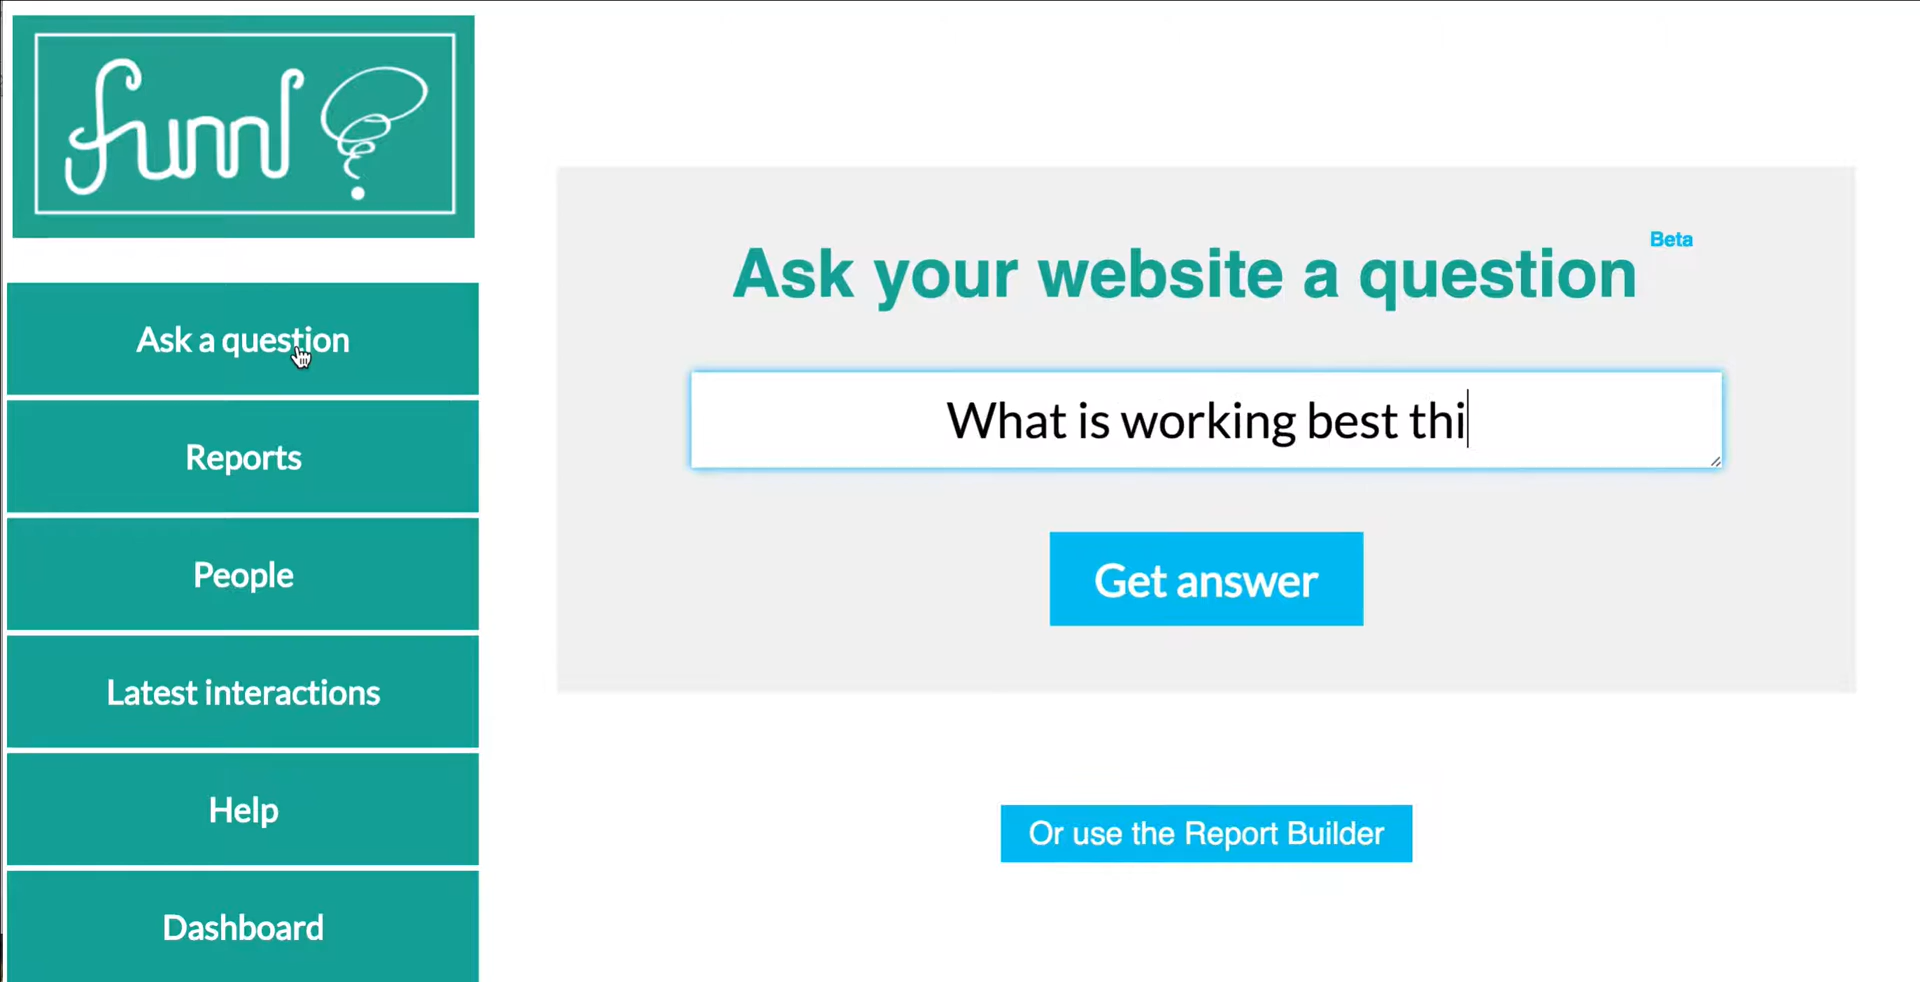 funnl
Ask a question
Reports
People
Latest interactions
Help
Dashboard
Ask your website a question
Beta
What is working best thi
Get answer
Or use the Report Builder